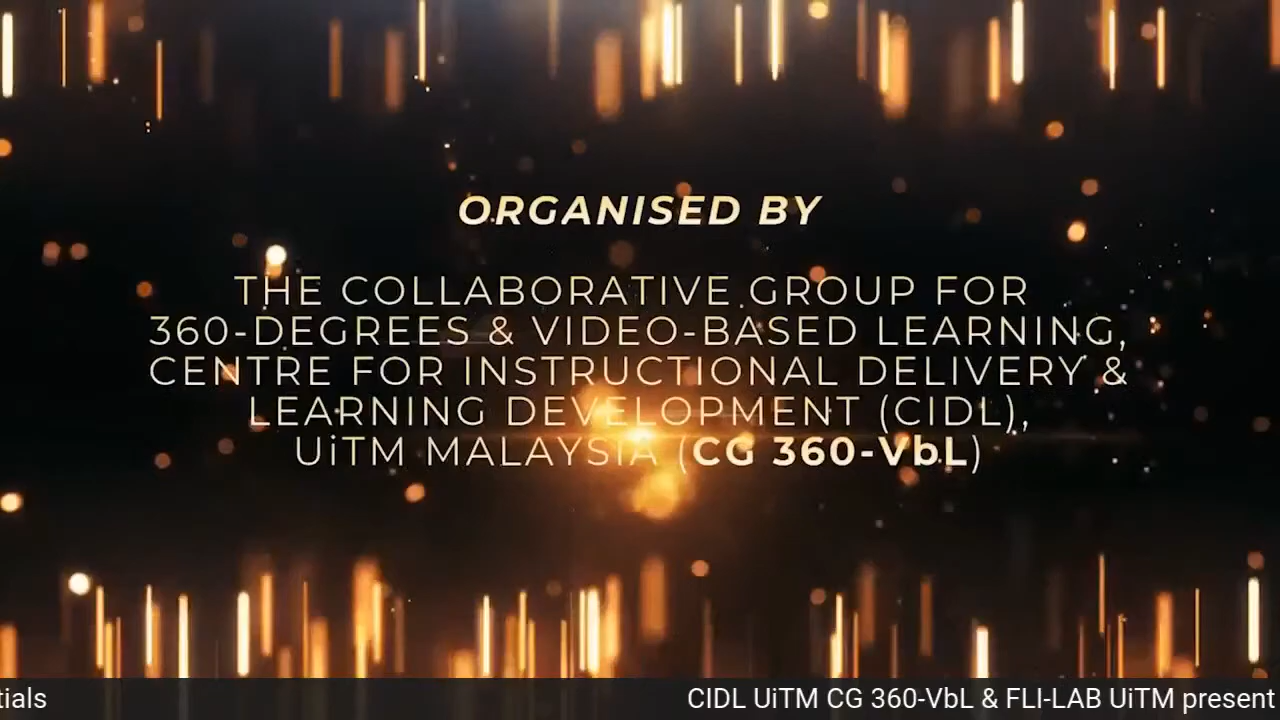 ORGANISED BY
THE COLLABORATIVE GROUP FOR
360-DEGREES & VIDEO-BASED LEARNING,
CENTRE FOR INSTRUCTIONAL DELIVERY &
LEARNING DEVELOPMENT (CIDL),
UiTM MALAYSIA (CG 360-VbL)
tials CIDL UiTM CG 360-VbL & FLI-LAB UiTM present